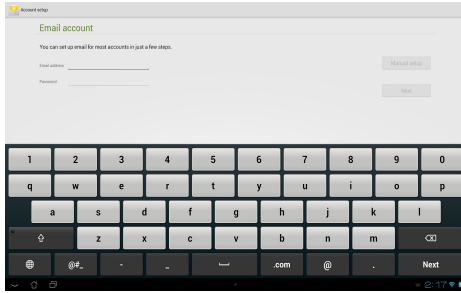 Account setup
Email account
You can set up email for most accounts in just a few steps.
Email address
Manual setup
Password
Next
1 2 3 4 5 6 7 8 9 0
q w e r t y u i o p
a s d f g h j k l
z x c v b n m
@#_ - _ .com @ . Next
2:17